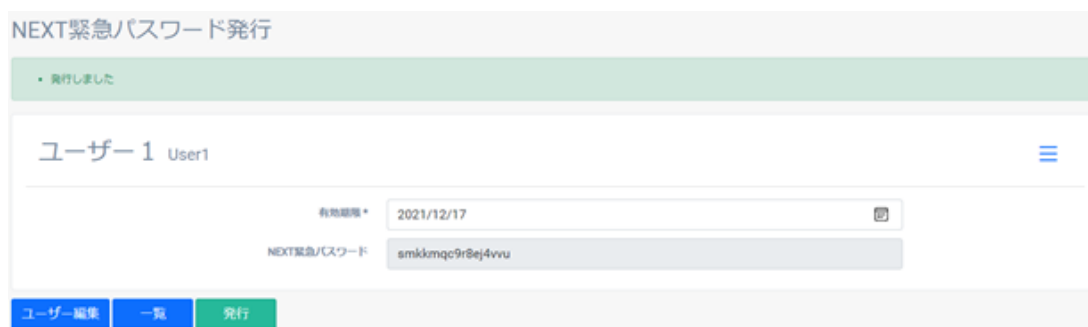 NEXT緊急パスワード発行
• 発行しました
ユーザー１ User1
有効期限* 2021/12/17
NEXT緊急パスワード smkkmqc9r8ej4vvu
ユーザー編集 一覧 発行